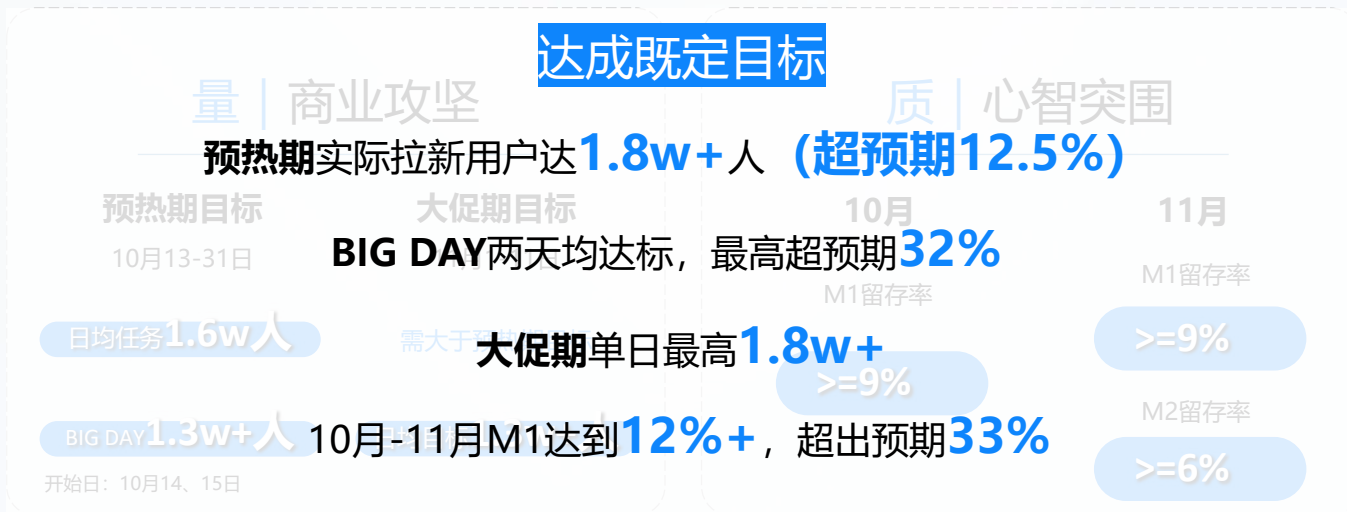 达成既定目标
量｜商业攻坚
质｜心智突围
预热期实际拉新用户达1.8w+人（超预期12.5%）
预热期目标
大促期目标
10月
11月
10月13-31日
BIG DAY两天均达标，最高超预期32%
M1留存率
M1留存率
日均任务1.6w人
需大于预热期
大促期单日最高1.8w+
>=9%
>=9%
M2留存率
BIG DAY1.3w+人
10月-11月M1达到12%+，超出预期33%
>=6%
开始日：10月14、15日